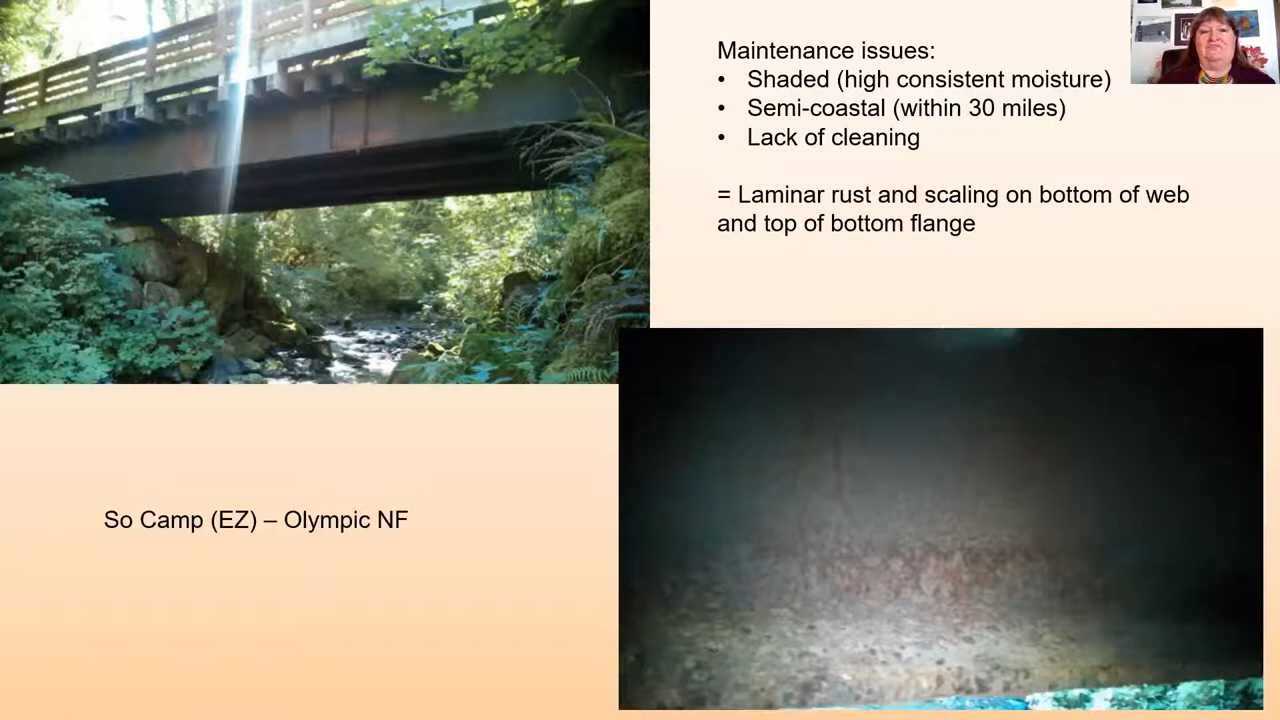 Maintenance issues:
• Shaded (high consistent moisture)
• Semi-coastal (within 30 miles)
• Lack of cleaning
= Laminar rust and scaling on bottom of web
and top of bottom flange
So Camp (EZ) – Olympic NF